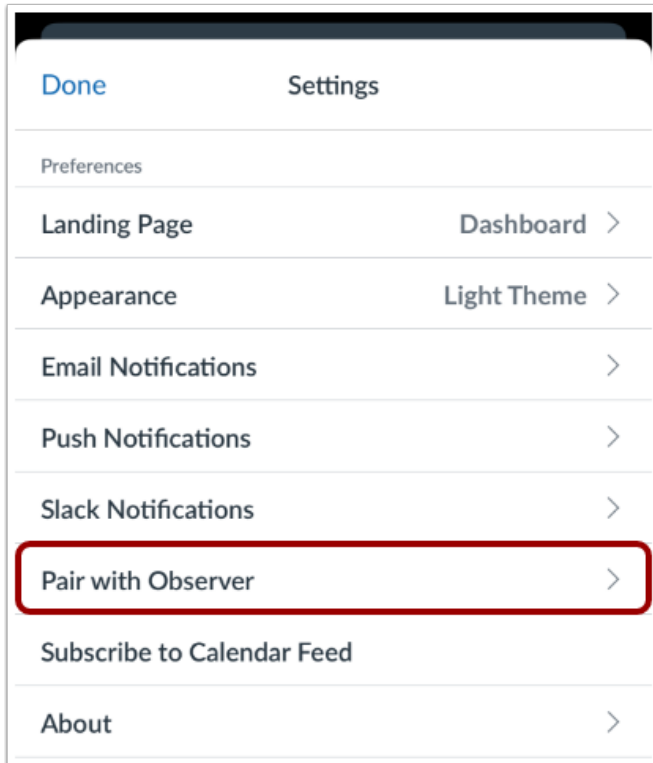 Done Settings
Preferences
Landing Page Dashboard
Appearance Light Theme
Email Notifications
Push Notifications
Slack Notifications
Pair with Observer
Subscribe to Calendar Feed
About